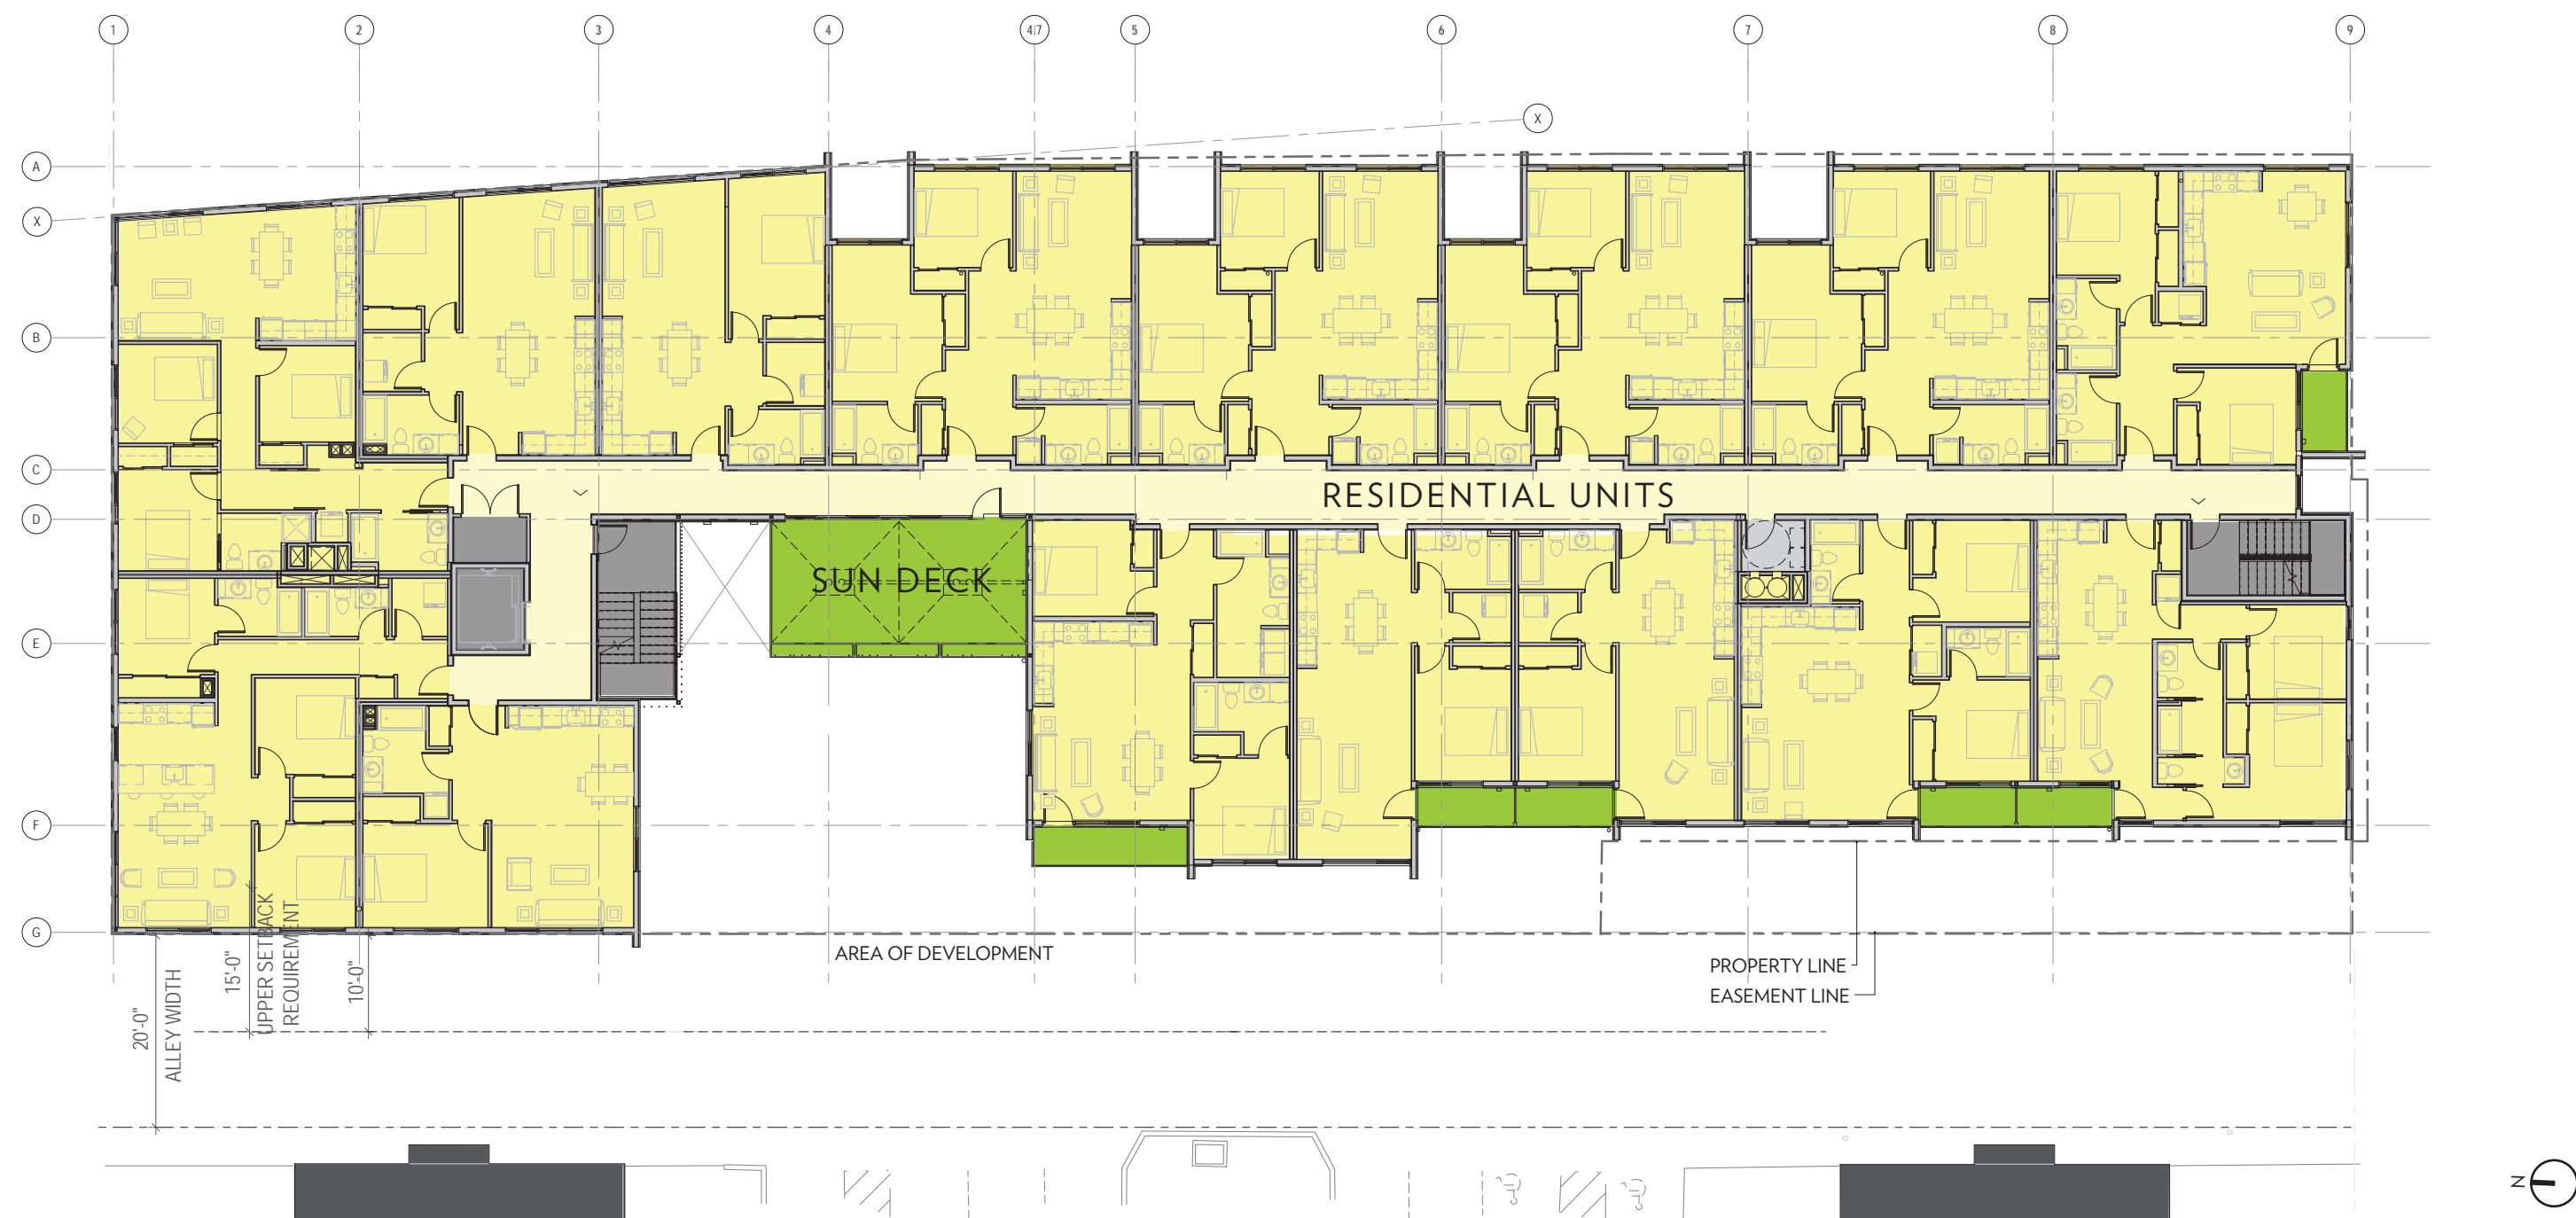 1
2
3
4
4.7
5
6
7
8
9
X
A
X
B
C
D
E
F
G
RESIDENTIAL UNITS
SUN DECK
AREA OF DEVELOPMENT
PROPERTY LINE
EASEMENT LINE
20'-0"
ALLEY WIDTH
15'-0"
UPPER SETBACK
REQUIREMENT
10'-0"
N